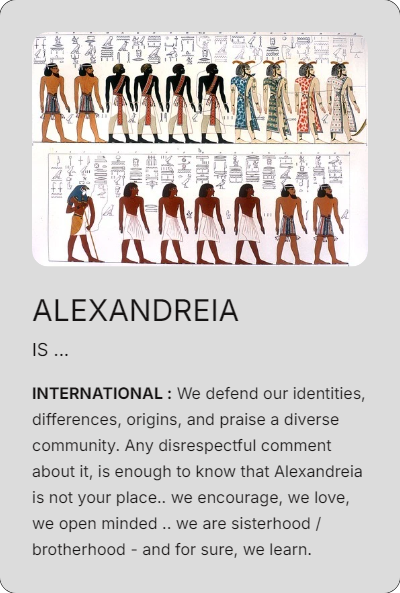 ALEXANDREIA
IS ...
INTERNATIONAL : We defend our identities,
differences, origins, and praise a diverse
community. Any disrespectful comment
about it, is enough to know that Alexandreia
is not your place.. we encourage, we love,
we open minded .. we are sisterhood /
brotherhood - and for sure, we learn.